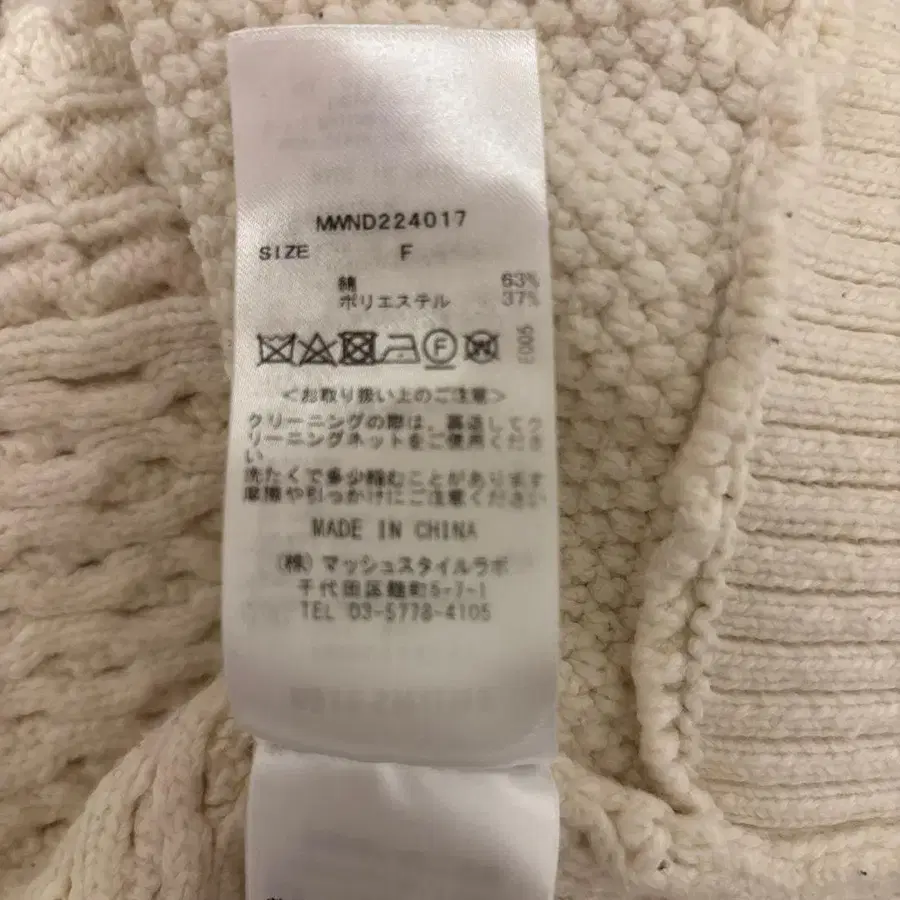 MWND224017
SIZE F
綿 63%
ポリエステル 37%
F
9002
<お取り扱い上のご注意>
クリーニングの際は、裏返してク
リーニングネットをご使用くださ
い。
洗たくで多少縮むことがあります
摩擦や引っかけにご注意ください
MADE IN CHINA
(株)マッシュスタイルラボ
千代田区麹町5-7-1
TEL 03-5778-4105